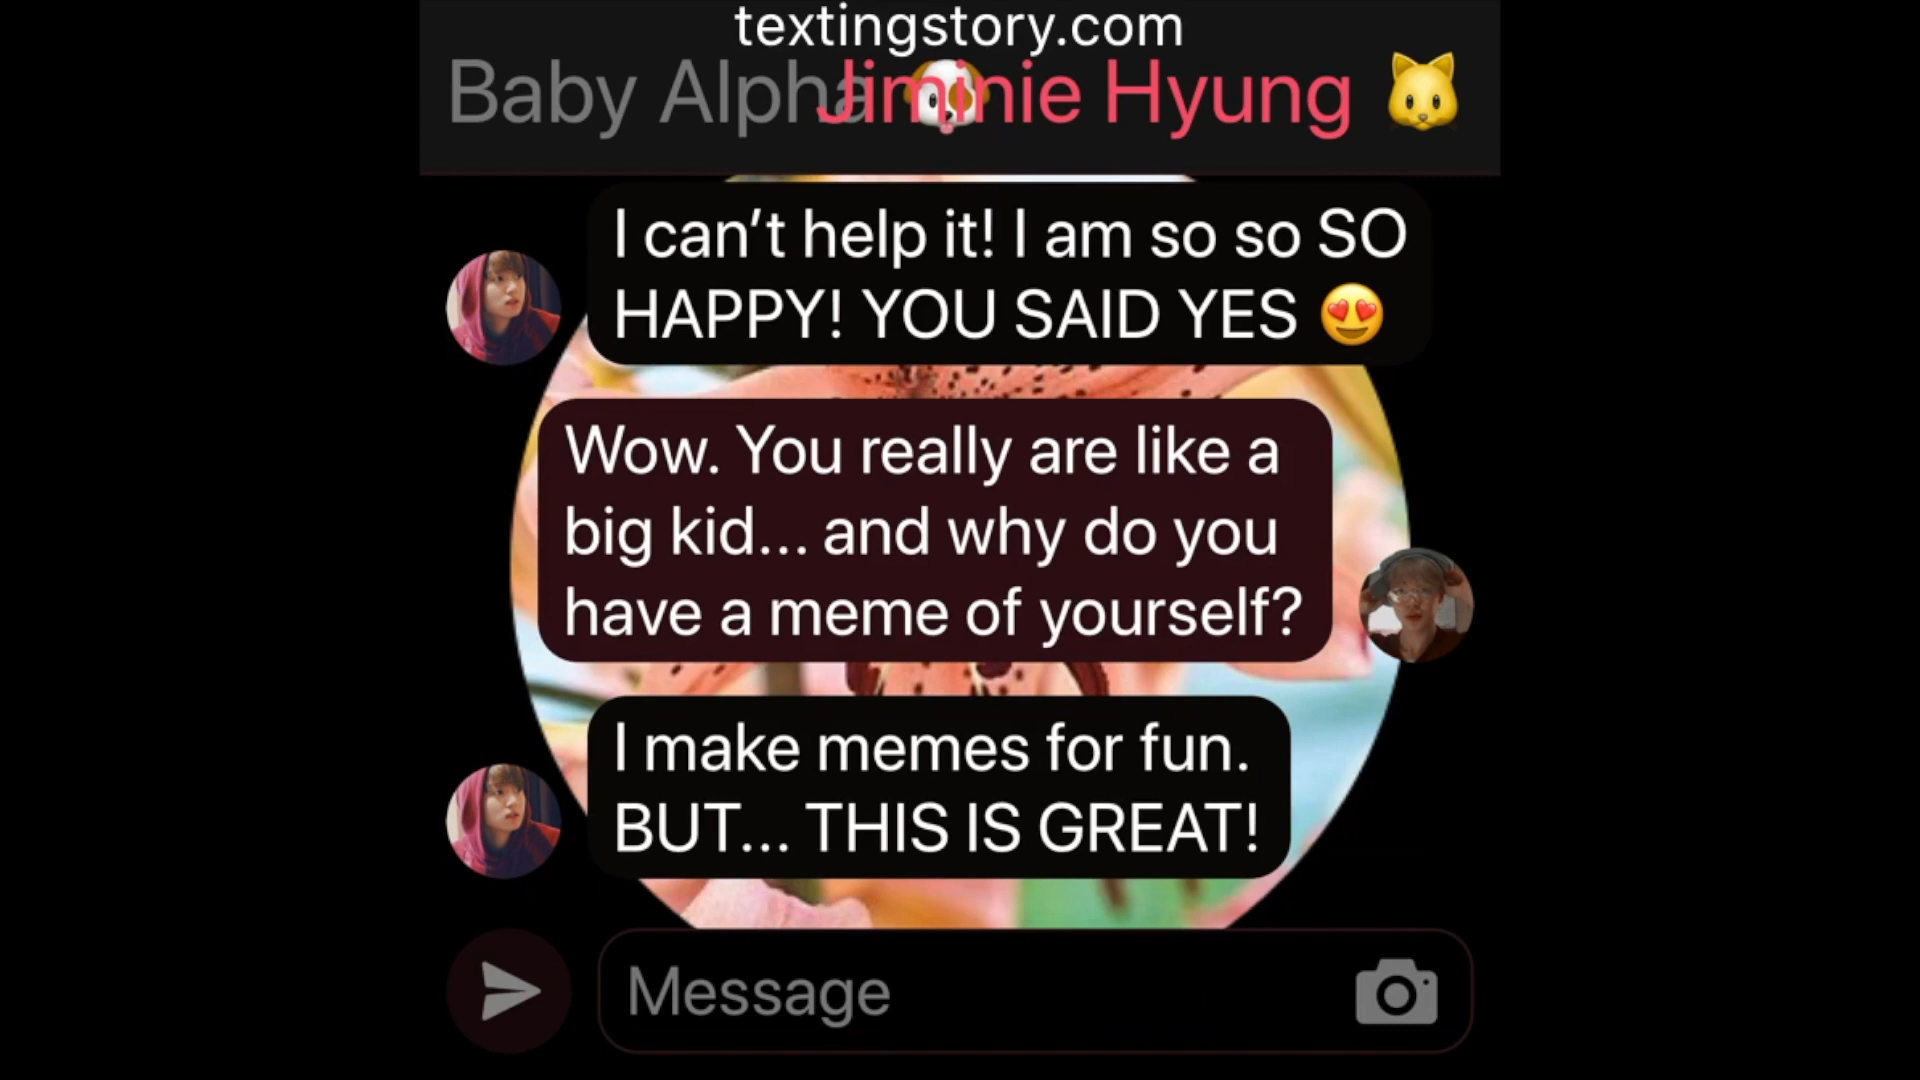 textingstory.com
Baby Alpha 🐶 Jiminie Hyung 🐱
I can't help it! I am so so SO
HAPPY! YOU SAID YES 😍
Wow. You really are like a
big kid... and why do you
have a meme of yourself?
I make memes for fun.
BUT... THIS IS GREAT!
Message